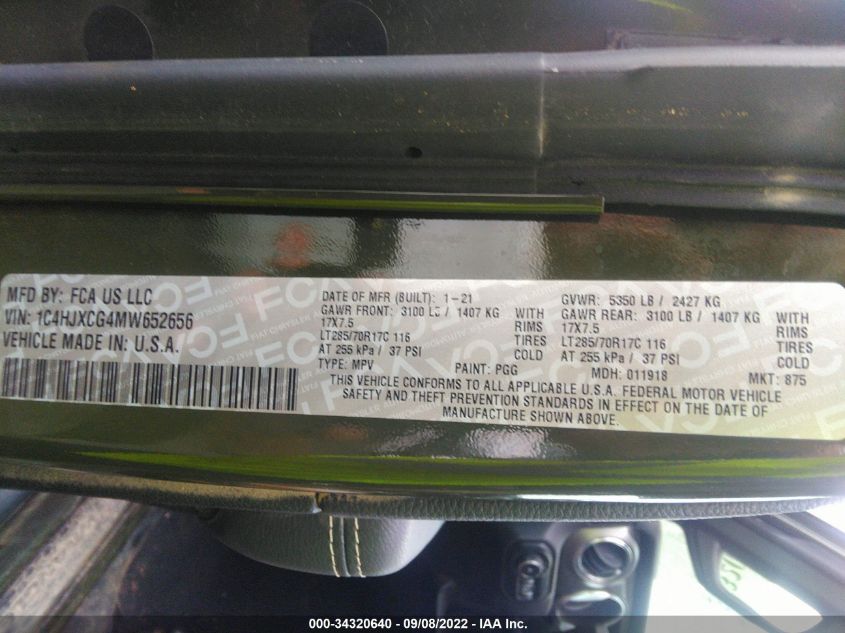 MFD BY: FCA US LLC
VIN: 1C4HJXCG4MW652656
VEHICLE MADE IN: U.S.A.
DATE OF MFR (BUILT): 1-21
GAWR FRONT: 3100 LB / 1407 KG WITH
17X7.5 TIRES
LT285/70R17C 116 COLD
AT 255 kPa / 37 PSI
TYPE: MPV PAINT: PGG
GVWR: 5350 LB / 2427 KG
GAWR REAR: 3100 LB / 1407 KG WITH
17X7.5 TIRES
LT285/70R17C 116 COLD
AT 255 kPa / 37 PSI
MDH: 011918 MKT: 875
THIS VEHICLE CONFORMS TO ALL APPLICABLE U.S.A. FEDERAL MOTOR VEHICLE
SAFETY AND THEFT PREVENTION STANDARDS IN EFFECT ON THE DATE OF
MANUFACTURE SHOWN ABOVE.
000-34320640 - 09/08/2022 - IAA Inc.